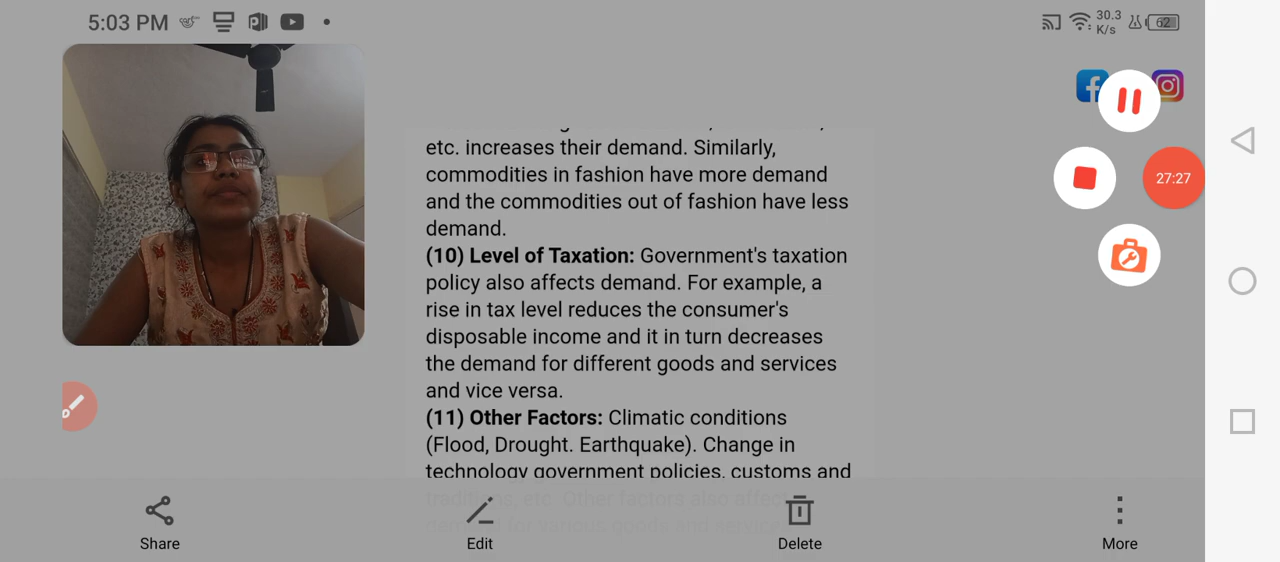 5:03 PM
30.3
K/s
62
etc. increases their demand. Similarly,
commodities in fashion have more demand
and the commodities out of fashion have less
demand.
(10) Level of Taxation: Government's taxation
policy also affects demand. For example, a
rise in tax level reduces the consumer's
disposable income and it in turn decreases
the demand for different goods and services
and vice versa.
(11) Other Factors: Climatic conditions
(Flood, Drought. Earthquake). Change in
technology government policies, customs and
traditions, etc. Other factors also affect
demand for various goods and services
27:27
Share
Edit
Delete
More